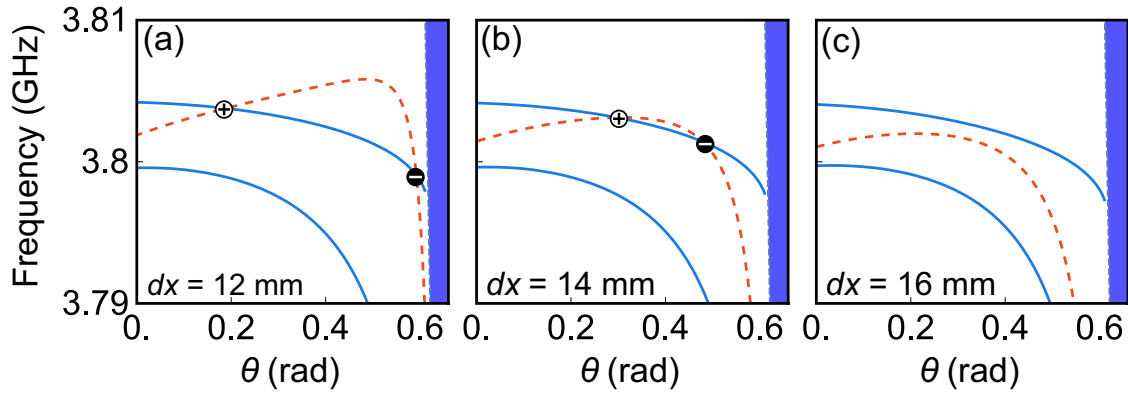 3.81
(a)
(b)
(c)
Frequency (GHz)
3.8
3.79
+
−
+
−
dx = 12 mm
dx = 14 mm
dx = 16 mm
0. 0.2 0.4 0.6
0. 0.2 0.4 0.6
0. 0.2 0.4 0.6
θ (rad)
θ (rad)
θ (rad)